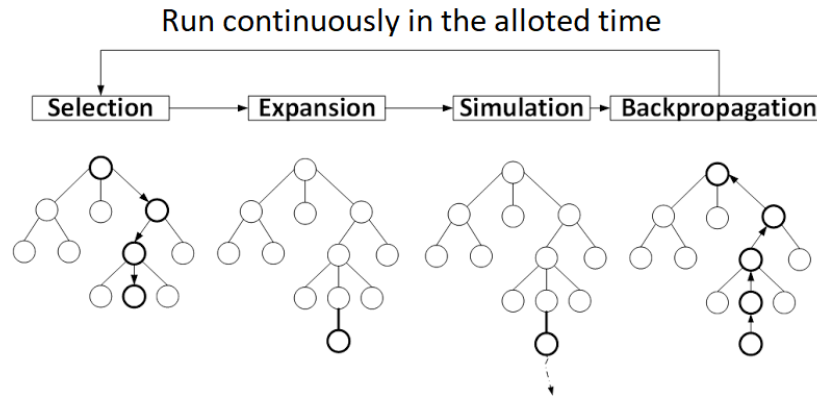 Run continuously in the alloted time
Selection
Expansion
Simulation
Backpropagation